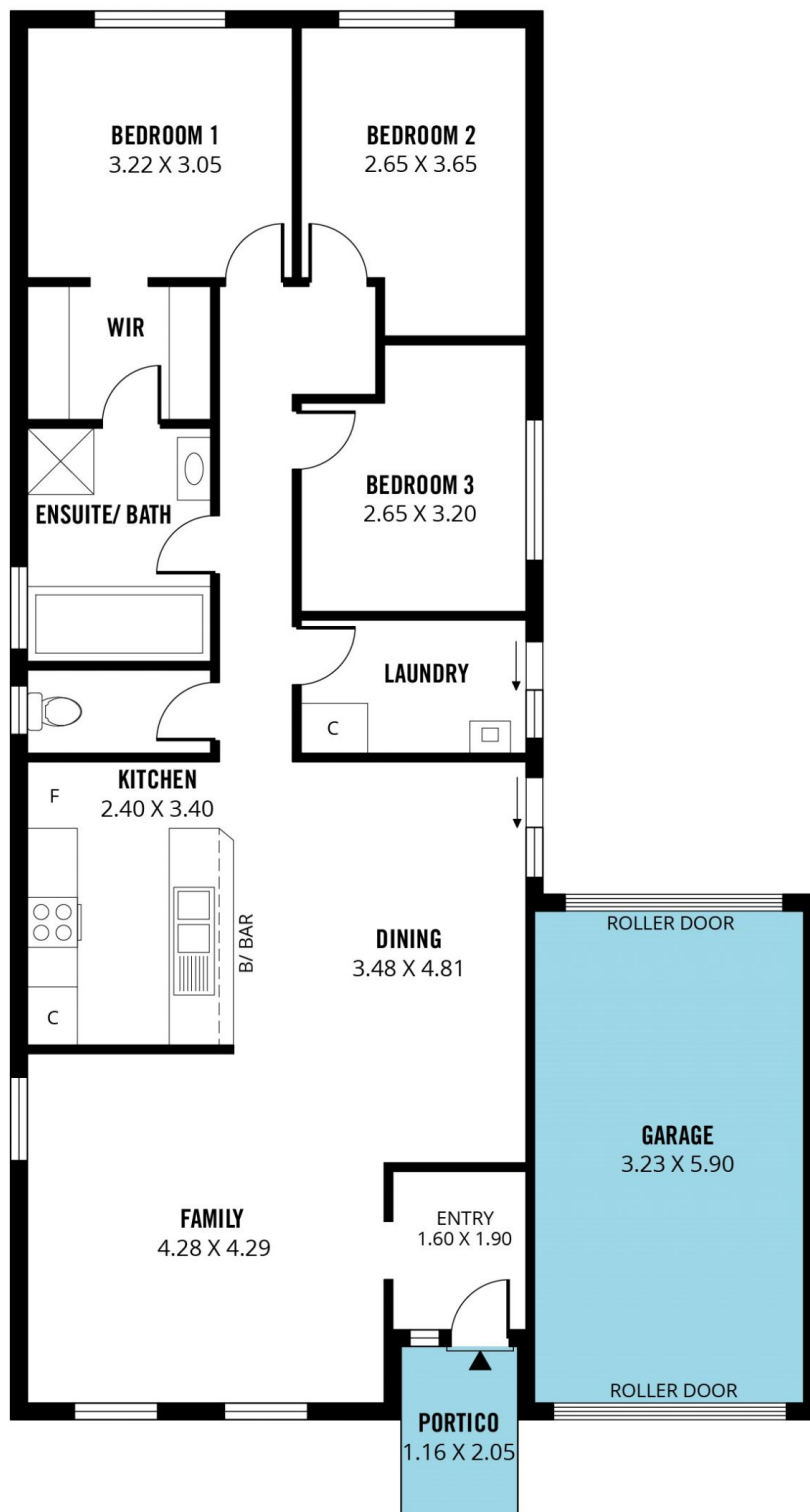 BEDROOM 1
3.22 X 3.05
BEDROOM 2
2.65 X 3.65
WIR
ENSUITE/ BATH
BEDROOM 3
2.65 X 3.20
LAUNDRY
C
KITCHEN
2.40 X 3.40
F
B/ BAR
C
DINING
3.48 X 4.81
ROLLER DOOR
GARAGE
3.23 X 5.90
FAMILY
4.28 X 4.29
ENTRY
1.60 X 1.90
ROLLER DOOR
PORTICO
1.16 X 2.05